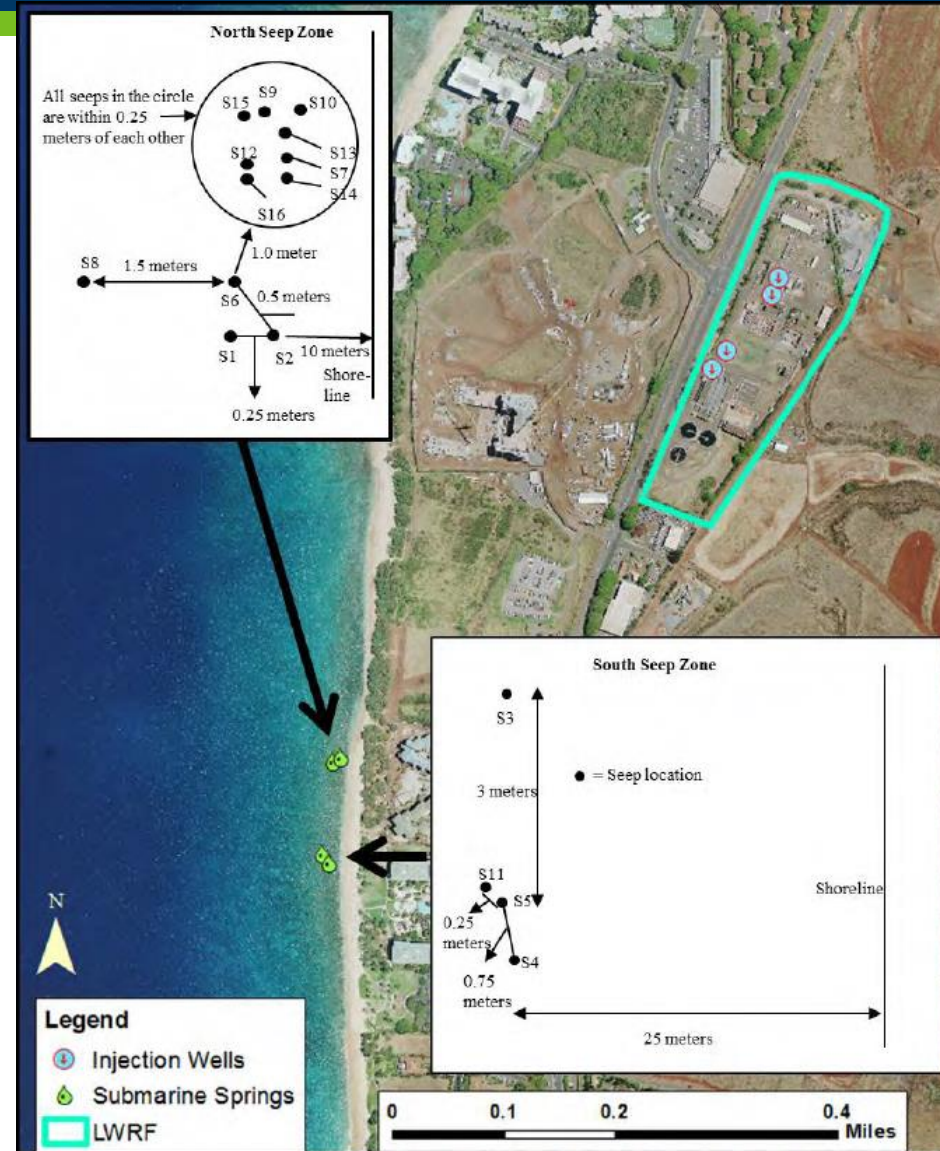 North Seep Zone
All seeps in the circle
are within 0.25
meters of each other
S15
S9
S10
S13
S12
S7
S14
S16
1.0 meter
S8
1.5 meters
S6
0.5 meters
S1
S2
10 meters
Shore-
line
0.25 meters
South Seep Zone
S3
= Seep location
3 meters
S11
S5
Shoreline
0.25
meters
S4
0.75
meters
25 meters
N
Legend
Injection Wells
Submarine Springs
LWRF
0
0.1
0.2
0.4
Miles